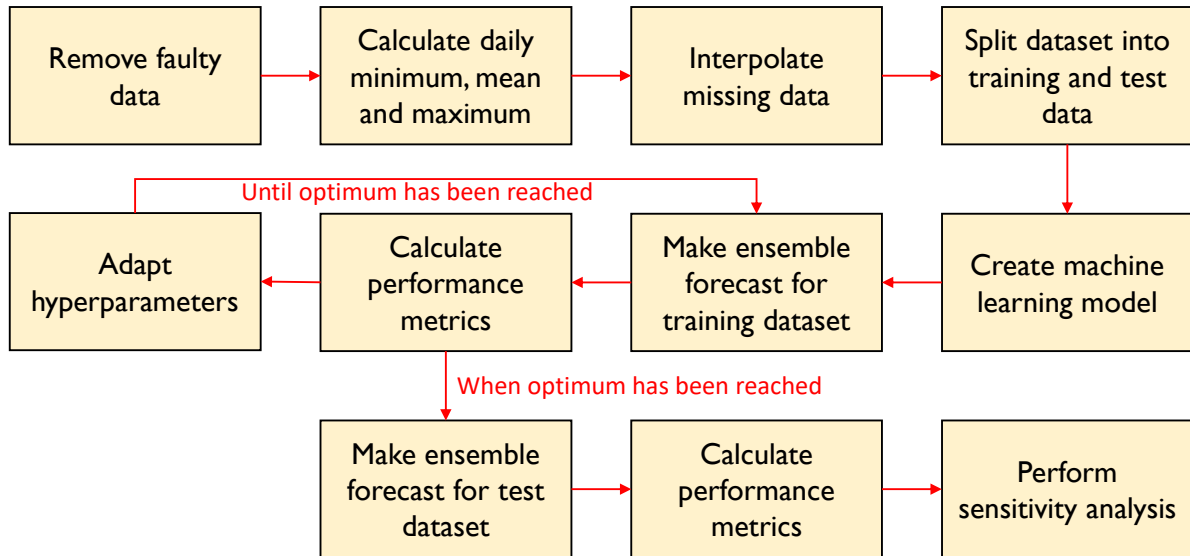 Remove faulty
data
Calculate daily
minimum, mean
and maximum
Interpolate
missing data
Split dataset into
training and test
data
Until optimum has been reached
Adapt
hyperparameters
Calculate
performance
metrics
Make ensemble
forecast for
training dataset
Create machine
learning model
When optimum has been reached
Make ensemble
forecast for test
dataset
Calculate
performance
metrics
Perform
sensitivity analysis